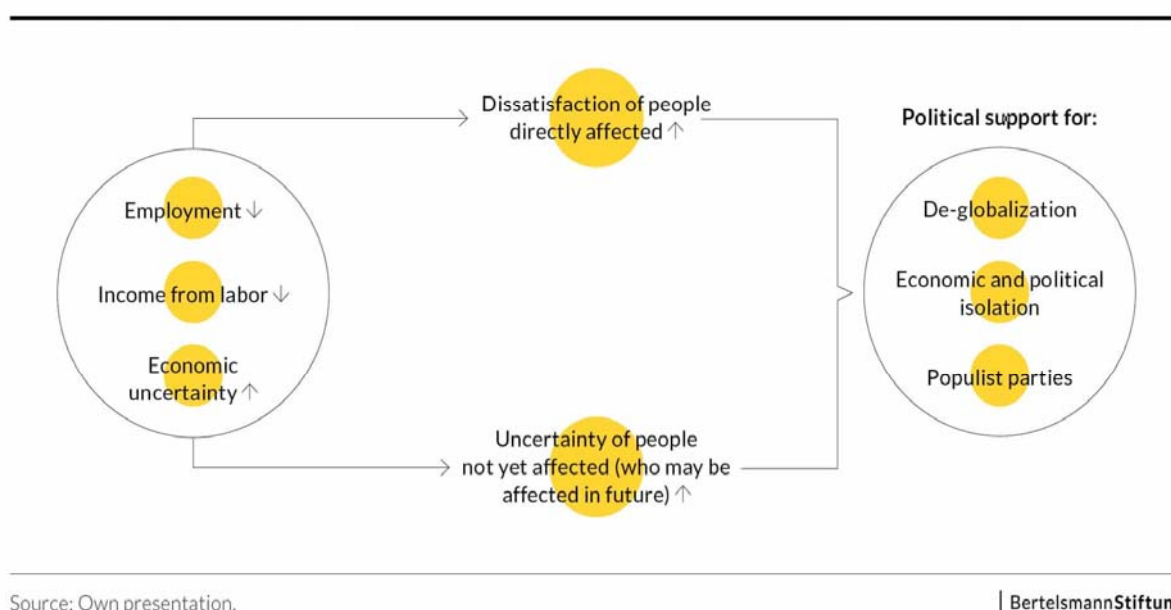 Dissatisfaction of people
directly affected ↑
Political support for:
Employment ↓
Income from labor ↓
Economic
uncertainty ↑
De-globalization
Economic and political
isolation
Populist parties
Uncertainty of people
not yet affected (who may be
affected in future) ↑
Source: Own presentation.
BertelsmannStiftun